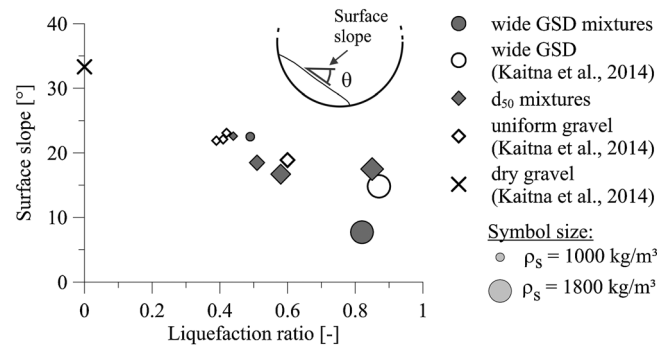 Surface slope [°]
40
30
20
10
0
0
0.2
0.4
0.6
0.8
1
Liquefaction ratio [-]
Surface
slope
θ
wide GSD mixtures
wide GSD
(Kaitna et al., 2014)
d₅₀ mixtures
uniform gravel
(Kaitna et al., 2014)
dry gravel
(Kaitna et al., 2014)
Symbol size:
ρₛ = 1000 kg/m³
ρₛ = 1800 kg/m³